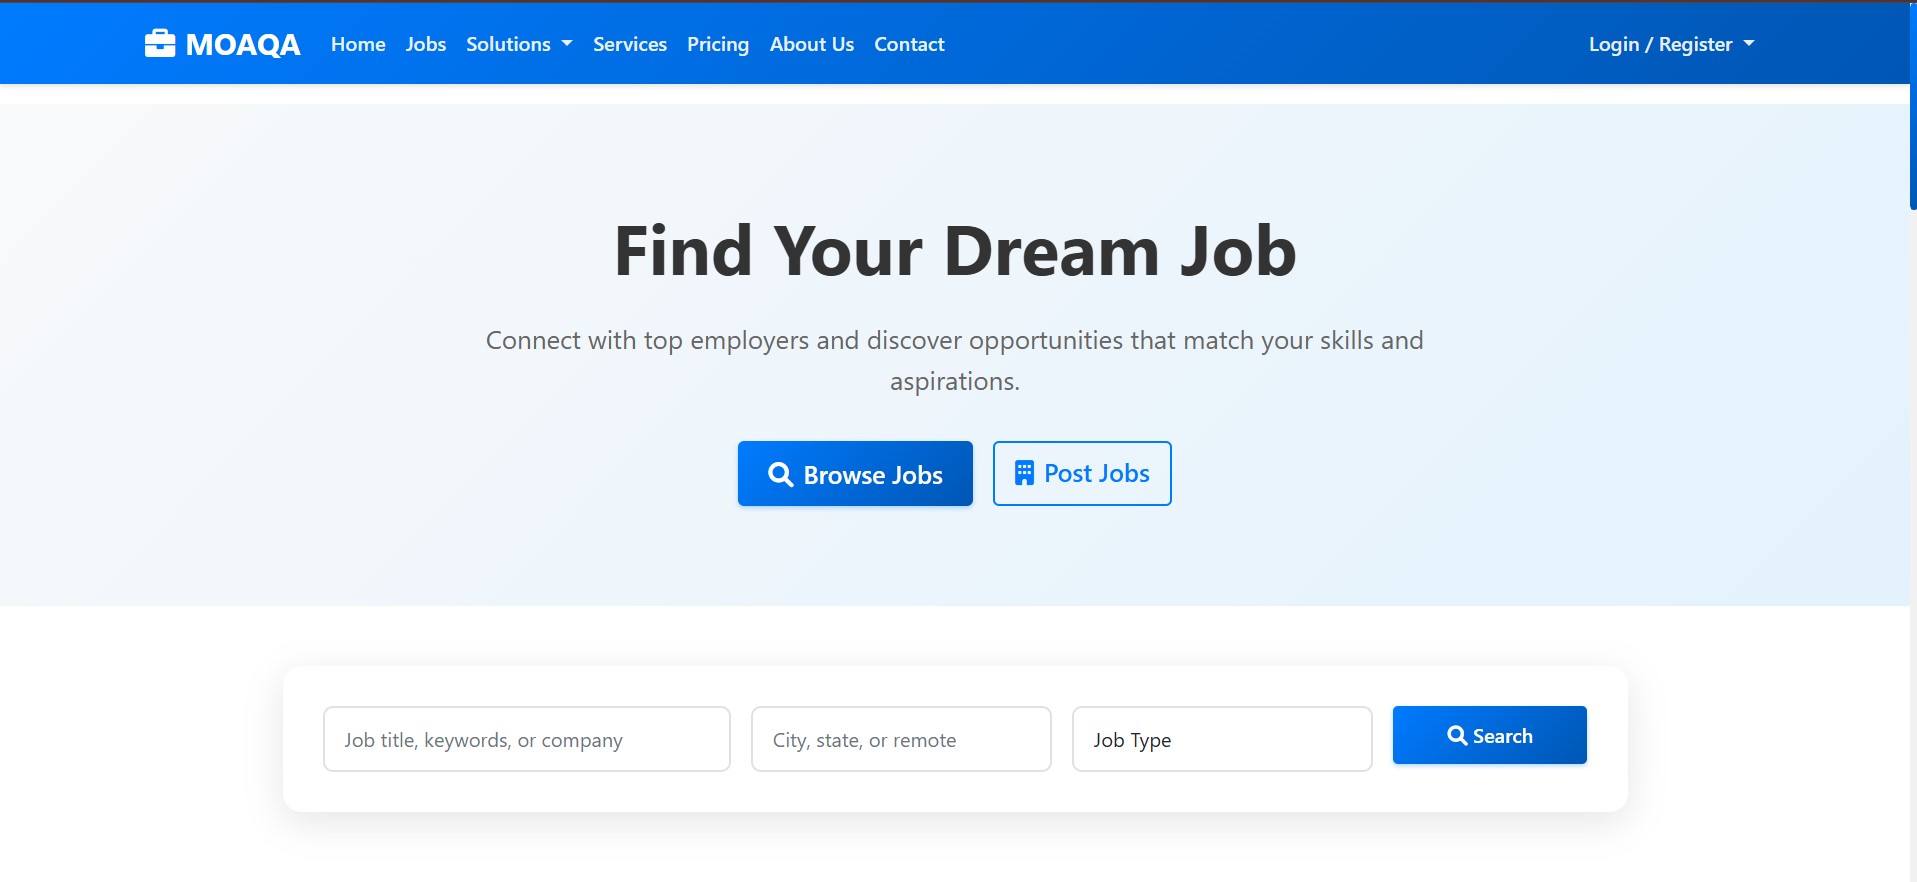 MOAQA Home Jobs Solutions Services Pricing About Us Contact Login / Register
Find Your Dream Job
Connect with top employers and discover opportunities that match your skills and
aspirations.
Browse Jobs Post Jobs
Job title, keywords, or company City, state, or remote Job Type Search